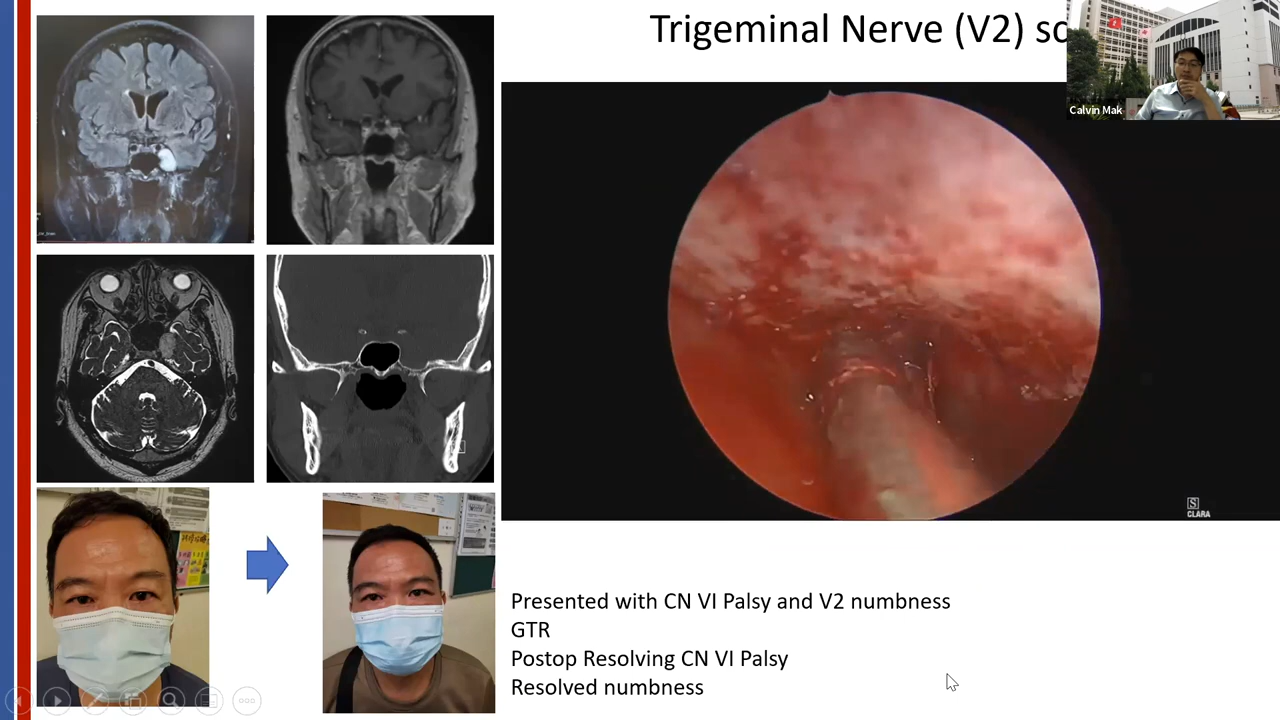 Trigeminal Nerve (V2) sc
Calvin Mak
S
CLARA
Presented with CN VI Palsy and V2 numbness
GTR
Postop Resolving CN VI Palsy
Resolved numbness